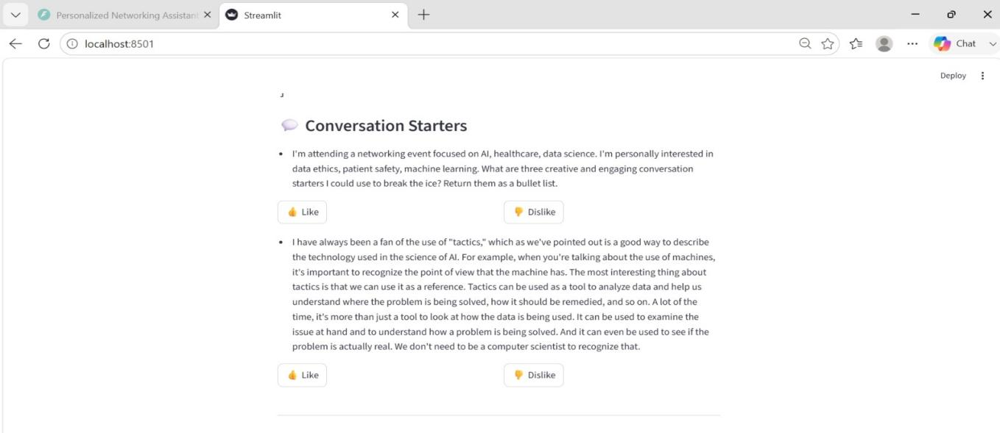 Personalized Networking Assistant
Streamlit
localhost:8501
Chat
Deploy
Conversation Starters
• I'm attending a networking event focused on AI, healthcare, data science. I'm personally interested in
data ethics, patient safety, machine learning. What are three creative and engaging conversation
starters I could use to break the ice? Return them as a bullet list.
Like
Dislike
• I have always been a fan of the use of "tactics," which as we've pointed out is a good way to describe
the technology used in the science of AI. For example, when you're talking about the use of machines,
it's important to recognize the point of view that the machine has. The most interesting thing about
tactics is that we can use it as a reference. Tactics can be used as a tool to analyze data and help us
understand where the problem is being solved, how it should be remedied, and so on. A lot of the
time, it's more than just a tool to look at how the data is being used. It can be used to examine the
issue at hand and to understand how a problem is being solved. And it can even be used to see if the
problem is actually real. We don't need to be a computer scientist to recognize that.
Like
Dislike